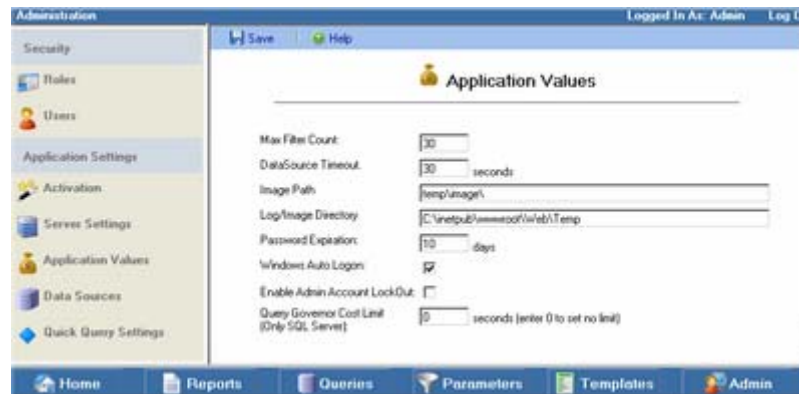 Administration
Logged In As: Admin
Log
Save
Help
Security
Roles
Users
Application Settings
Activation
Server Settings
Application Values
Data Sources
Quick Query Settings
Application Values
Max Filter Count:
30
DataSource Timeout:
30 seconds
Image Path
temp\image\
Log/Image Directory
C:\inetpub\wwwroot\Web\Temp
Password Expiration:
10 days
Windows Auto Logon:
Enable Admin Account LockOut:
Query Governor Cost Limit
(Only SQL Server):
0 seconds (enter 0 to set no limit)
Home
Reports
Queries
Parameters
Templates
Admin